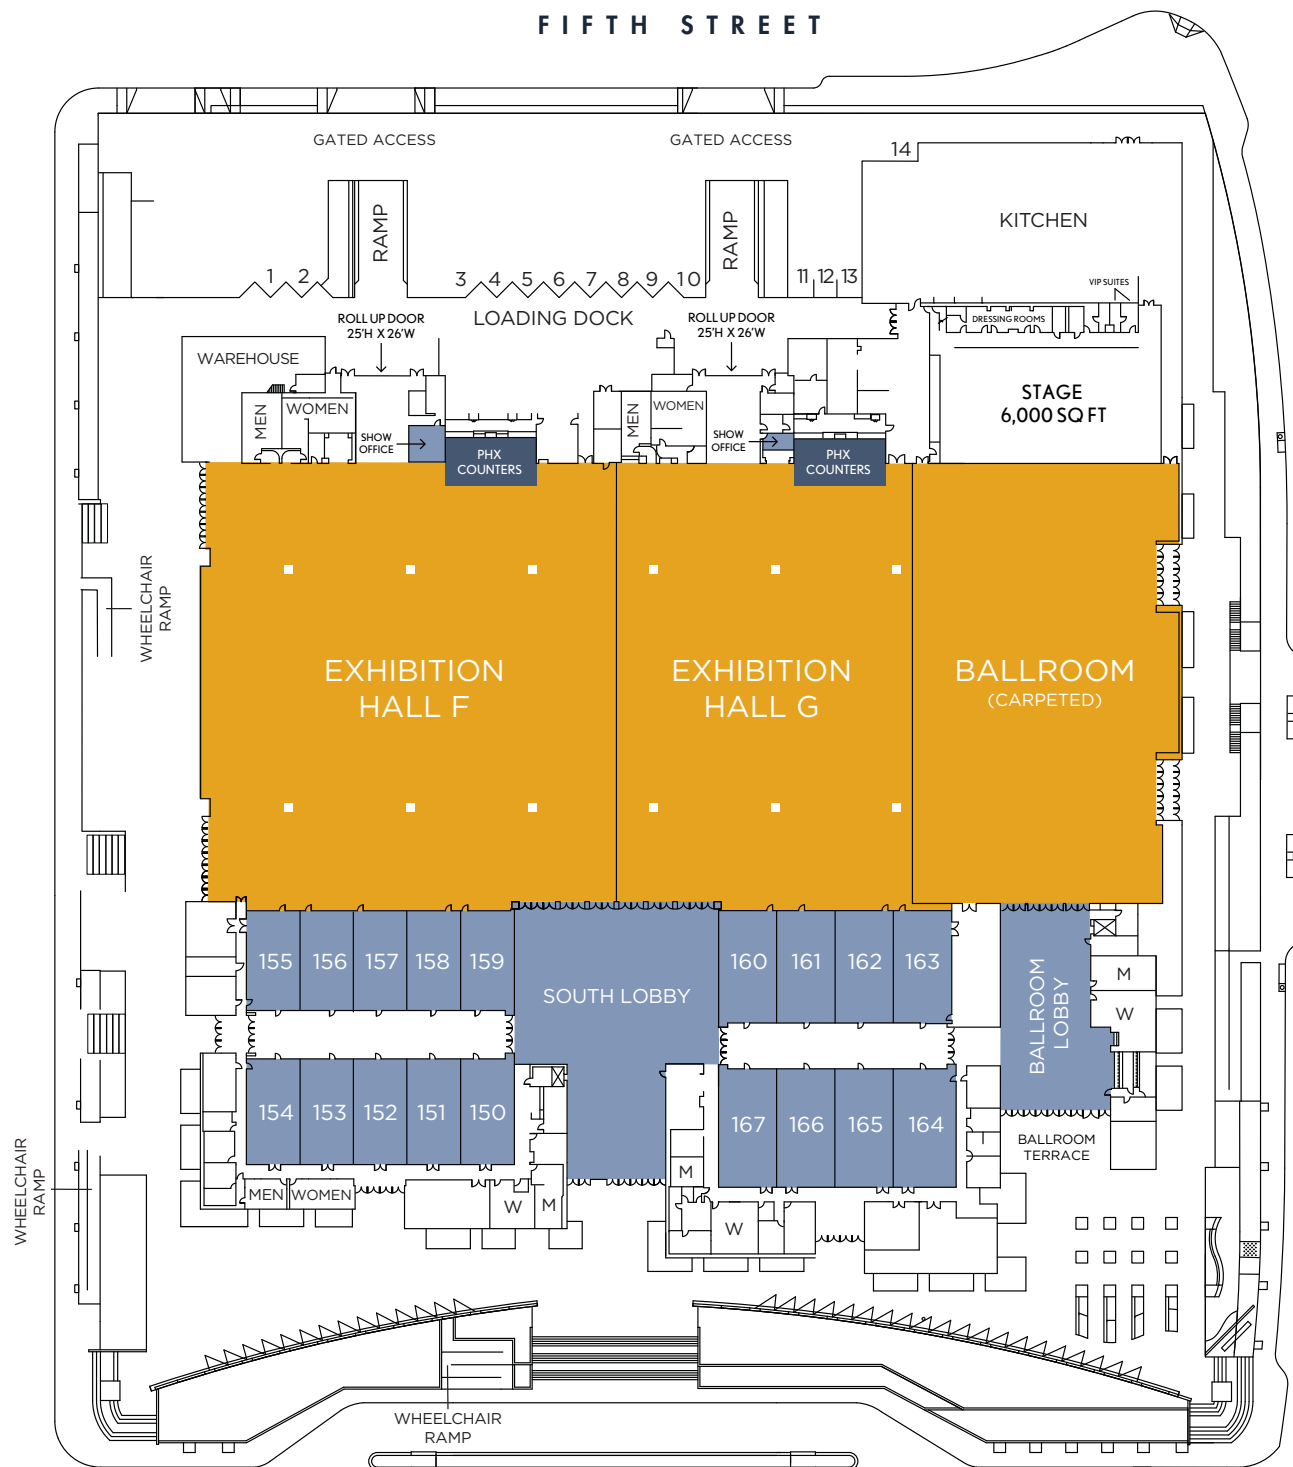 FIFTH STREET
GATED ACCESS
GATED ACCESS
14
KITCHEN
RAMP
RAMP
1
2
3
4
5
6
7
8
9
10
11
12
13
VIP SUITES
DRESSING ROOMS
LOADING DOCK
ROLL UP DOOR
25'H X 26'W
ROLL UP DOOR
25'H X 26'W
WAREHOUSE
STAGE
6,000 SQ FT
MEN
WOMEN
MEN
WOMEN
SHOW
OFFICE
SHOW
OFFICE
PHX
COUNTERS
PHX
COUNTERS
WHEELCHAIR
RAMP
EXHIBITION
HALL F
EXHIBITION
HALL G
BALLROOM
(CARPETED)
155
156
157
158
159
SOUTH LOBBY
160
161
162
163
BALLROOM
LOBBY
M
W
154
153
152
151
150
167
166
165
164
BALLROOM
TERRACE
WHEELCHAIR
RAMP
MEN
WOMEN
W
M
M
W
WHEELCHAIR
RAMP